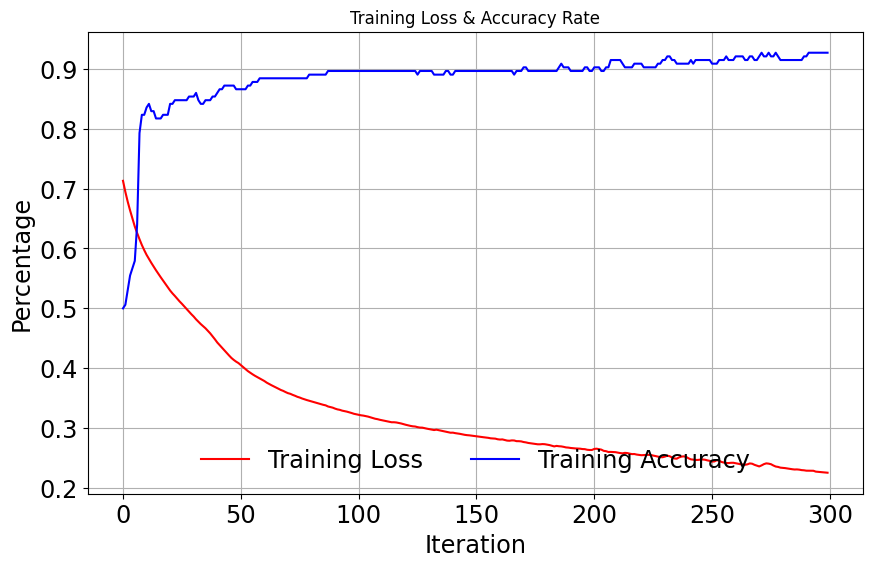 Training Loss & Accuracy Rate
Percentage
0.9
0.8
0.7
0.6
0.5
0.4
0.3
0.2
Training Loss Training Accuracy
0 50 100 150 200 250 300
Iteration